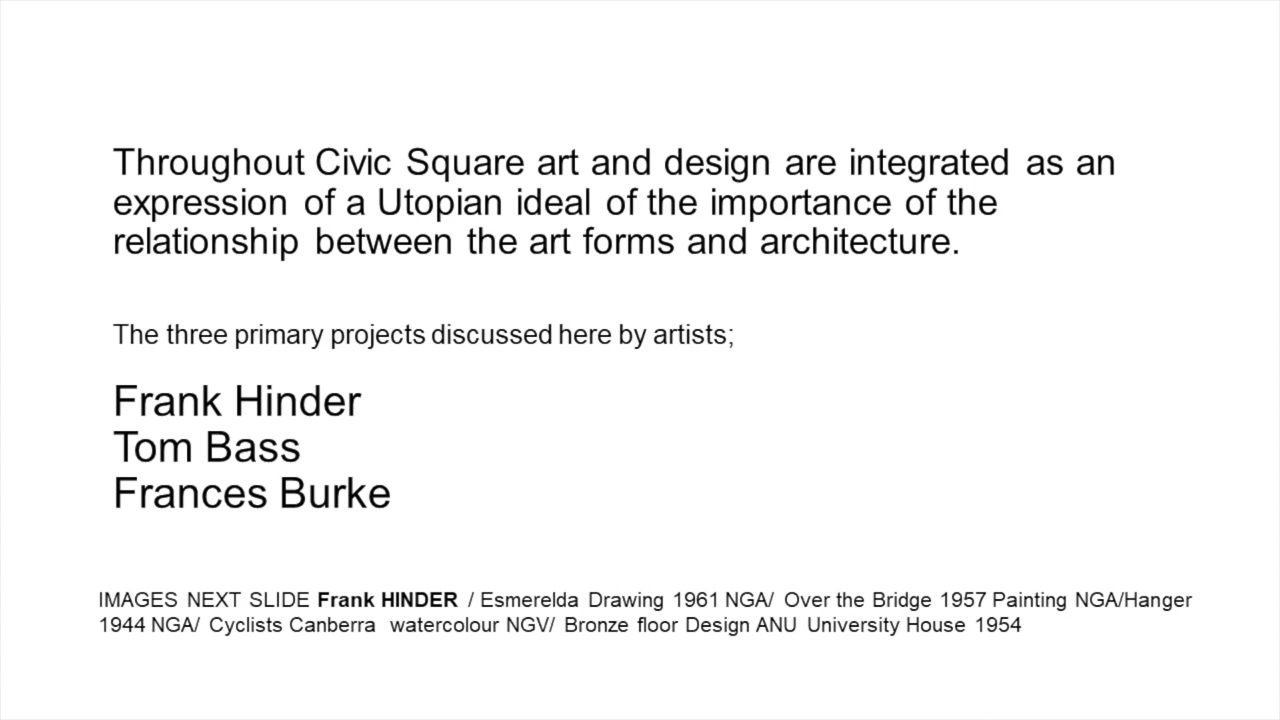 Throughout Civic Square art and design are integrated as an
expression of a Utopian ideal of the importance of the
relationship between the art forms and architecture.
The three primary projects discussed here by artists;
Frank Hinder
Tom Bass
Frances Burke
IMAGES NEXT SLIDE Frank HINDER / Esmerelda Drawing 1961 NGA/ Over the Bridge 1957 Painting NGA/Hanger
1944 NGA/ Cyclists Canberra watercolour NGV/ Bronze floor Design ANU University House 1954